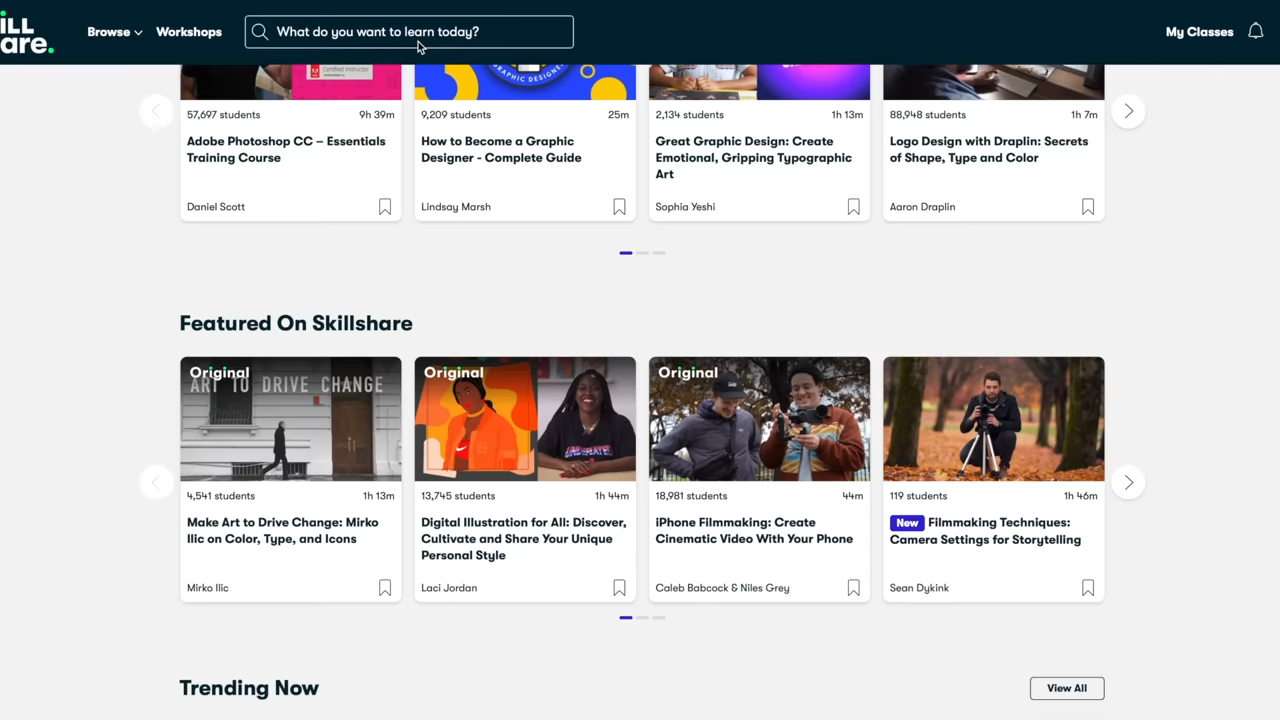 ILL
are.
Browse
Workshops
What do you want to learn today?
My Classes
Certified Instructor
GRAPHIC DESIGNER
57,697 students
9h 39m
Adobe Photoshop CC – Essentials
Training Course
Daniel Scott
9,209 students
25m
How to Become a Graphic
Designer - Complete Guide
Lindsay Marsh
2,134 students
1h 13m
Great Graphic Design: Create
Emotional, Gripping Typographic
Art
Sophia Yeshi
88,948 students
1h 7m
Logo Design with Draplin: Secrets
of Shape, Type and Color
Aaron Draplin
Featured On Skillshare
Original
ART TO DRIVE CHANGE
4,541 students
1h 13m
Make Art to Drive Change: Mirko
Ilic on Color, Type, and Icons
Mirko Ilic
Original
UNDEFEATED
13,745 students
1h 44m
Digital Illustration for All: Discover,
Cultivate and Share Your Unique
Personal Style
Laci Jordan
Original
18,981 students
44m
iPhone Filmmaking: Create
Cinematic Video With Your Phone
Caleb Babcock & Niles Grey
119 students
1h 46m
New Filmmaking Techniques:
Camera Settings for Storytelling
Sean Dykink
Trending Now
View All